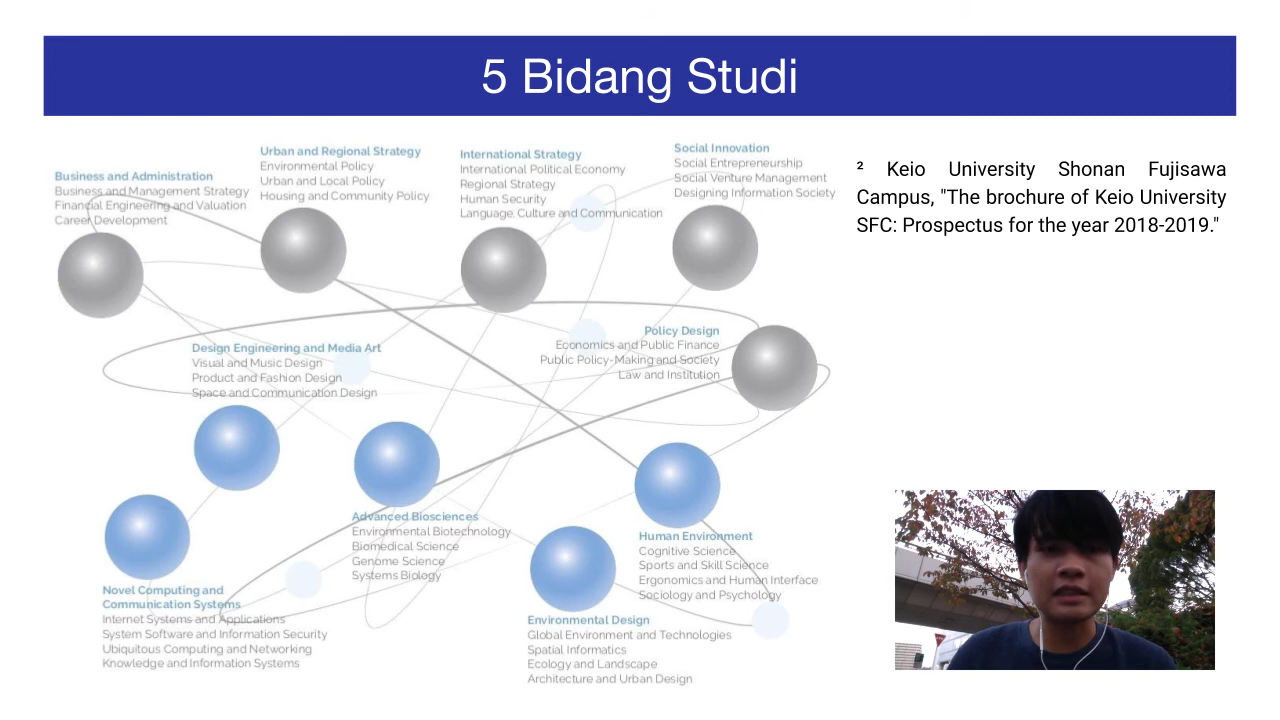 5 Bidang Studi
Business and Administration
Business and Management Strategy
Financial Engineering and Valuation
Career Development
Urban and Regional Strategy
Environmental Policy
Urban and Local Policy
Housing and Community Policy
International Strategy
International Political Economy
Regional Strategy
Human Security
Language, Culture and Communication
Social Innovation
Social Entrepreneurship
Social Venture Management
Designing Information Society
² Keio University Shonan Fujisawa
Campus, "The brochure of Keio University
SFC: Prospectus for the year 2018-2019."
Policy Design
Economics and Public Finance
Public Policy-Making and Society
Law and Institution
Design Engineering and Media Art
Visual and Music Design
Product and Fashion Design
Space and Communication Design
Advanced Biosciences
Environmental Biotechnology
Biomedical Science
Genome Science
Systems Biology
Human Environment
Cognitive Science
Sports and Skill Science
Ergonomics and Human Interface
Sociology and Psychology
Novel Computing and
Communication Systems
Internet Systems and Applications
System Software and Information Security
Ubiquitous Computing and Networking
Knowledge and Information Systems
Environmental Design
Global Environment and Technologies
Spatial Informatics
Ecology and Landscape
Architecture and Urban Design